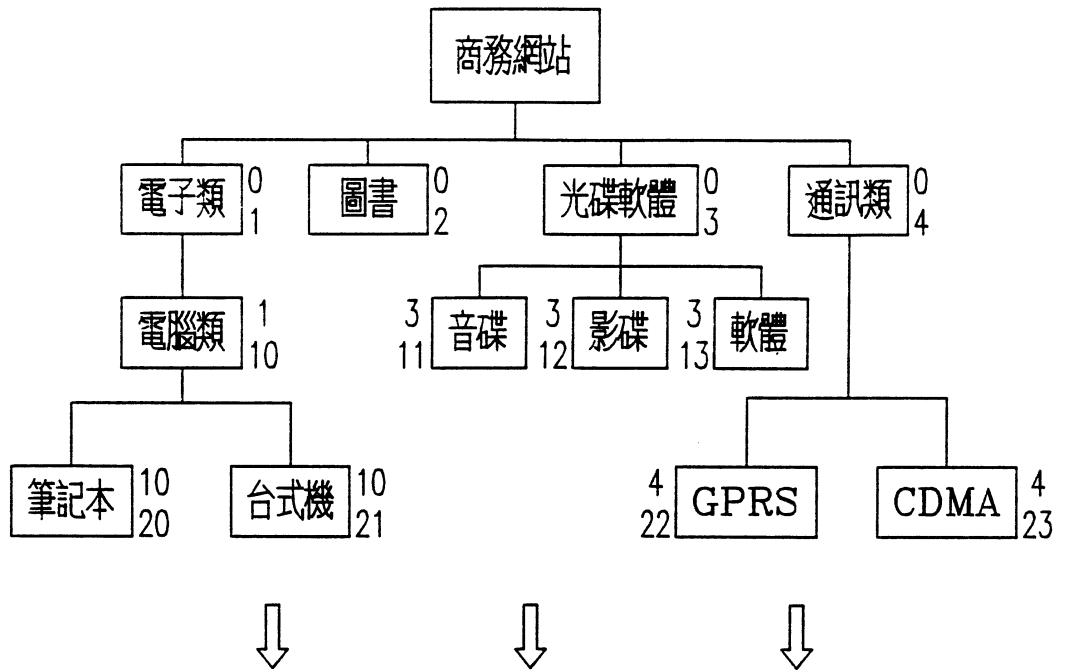 商務網站
電子類 0 1
圖書 0 2
光碟軟體 0 3
通訊類 0 4
電腦類 1 10
3 11 音碟
3 12 影碟
3 13 軟體
筆記本 10 20
台式機 10 21
4 22 GPRS
CDMA 4 23